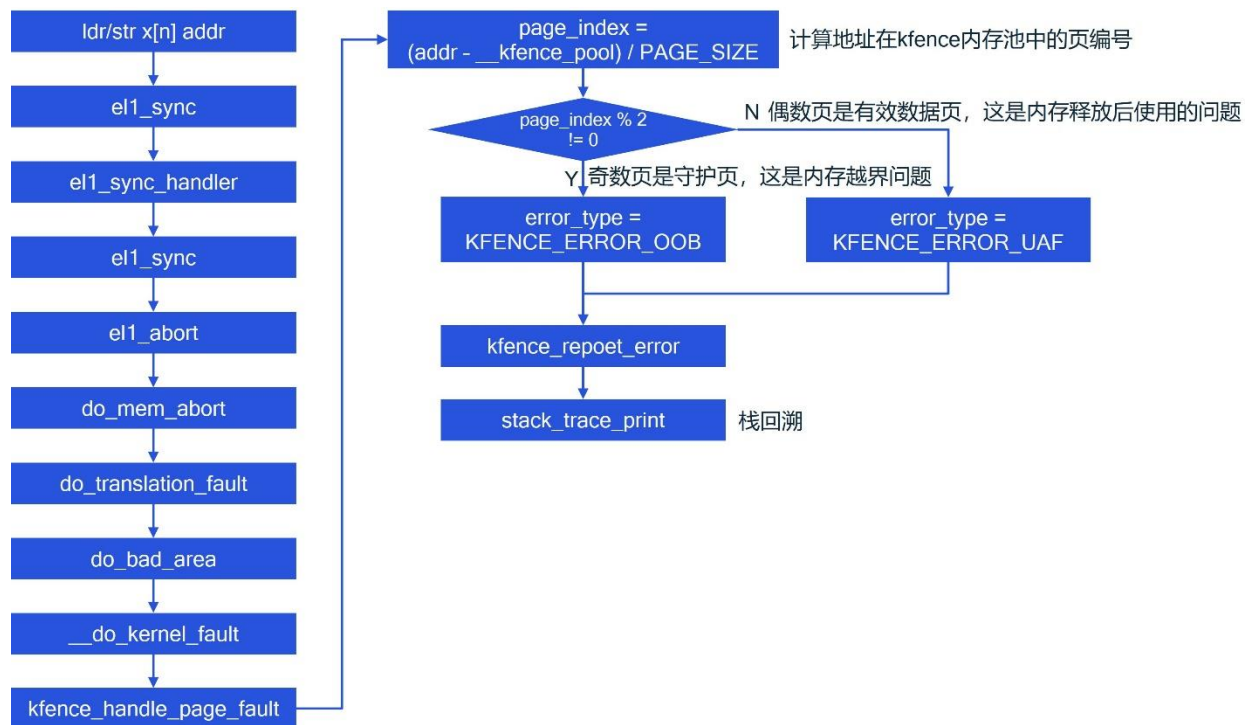 ldr/str x[n] addr
el1_sync
el1_sync_handler
el1_sync
el1_abort
do_mem_abort
do_translation_fault
do_bad_area
__do_kernel_fault
kfence_handle_page_fault
page_index =
(addr - __kfence_pool) / PAGE_SIZE
计算地址在kfence内存池中的页编号
page_index % 2
!= 0
N 偶数页是有效数据页，这是内存释放后使用的问题
Y 奇数页是守护页，这是内存越界问题
error_type =
KFENCE_ERROR_OOB
error_type =
KFENCE_ERROR_UAF
kfence_repoet_error
stack_trace_print
栈回溯